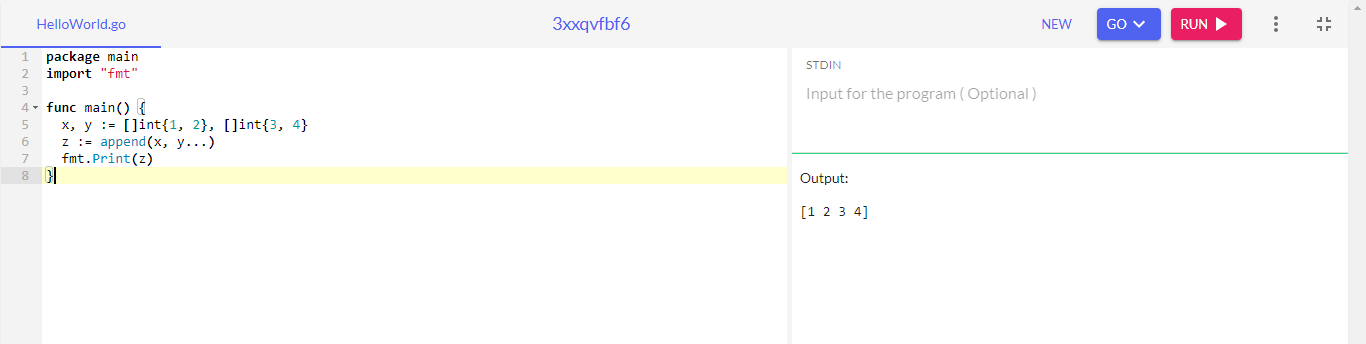 HelloWorld.go
3xxqvfbf6
NEW
GO
RUN
1 package main
2 import "fmt"
3
4 func main() {
5   x, y := []int{1, 2}, []int{3, 4}
6   z := append(x, y...)
7   fmt.Print(z)
8 }
STDIN
Input for the program ( Optional )
Output:
[1 2 3 4]